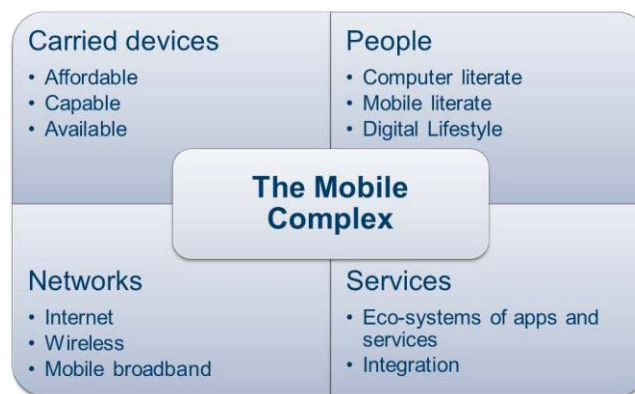 Carried devices
• Affordable
• Capable
• Available
People
• Computer literate
• Mobile literate
• Digital Lifestyle
The Mobile
Complex
Networks
• Internet
• Wireless
• Mobile broadband
Services
• Eco-systems of apps and
services
• Integration